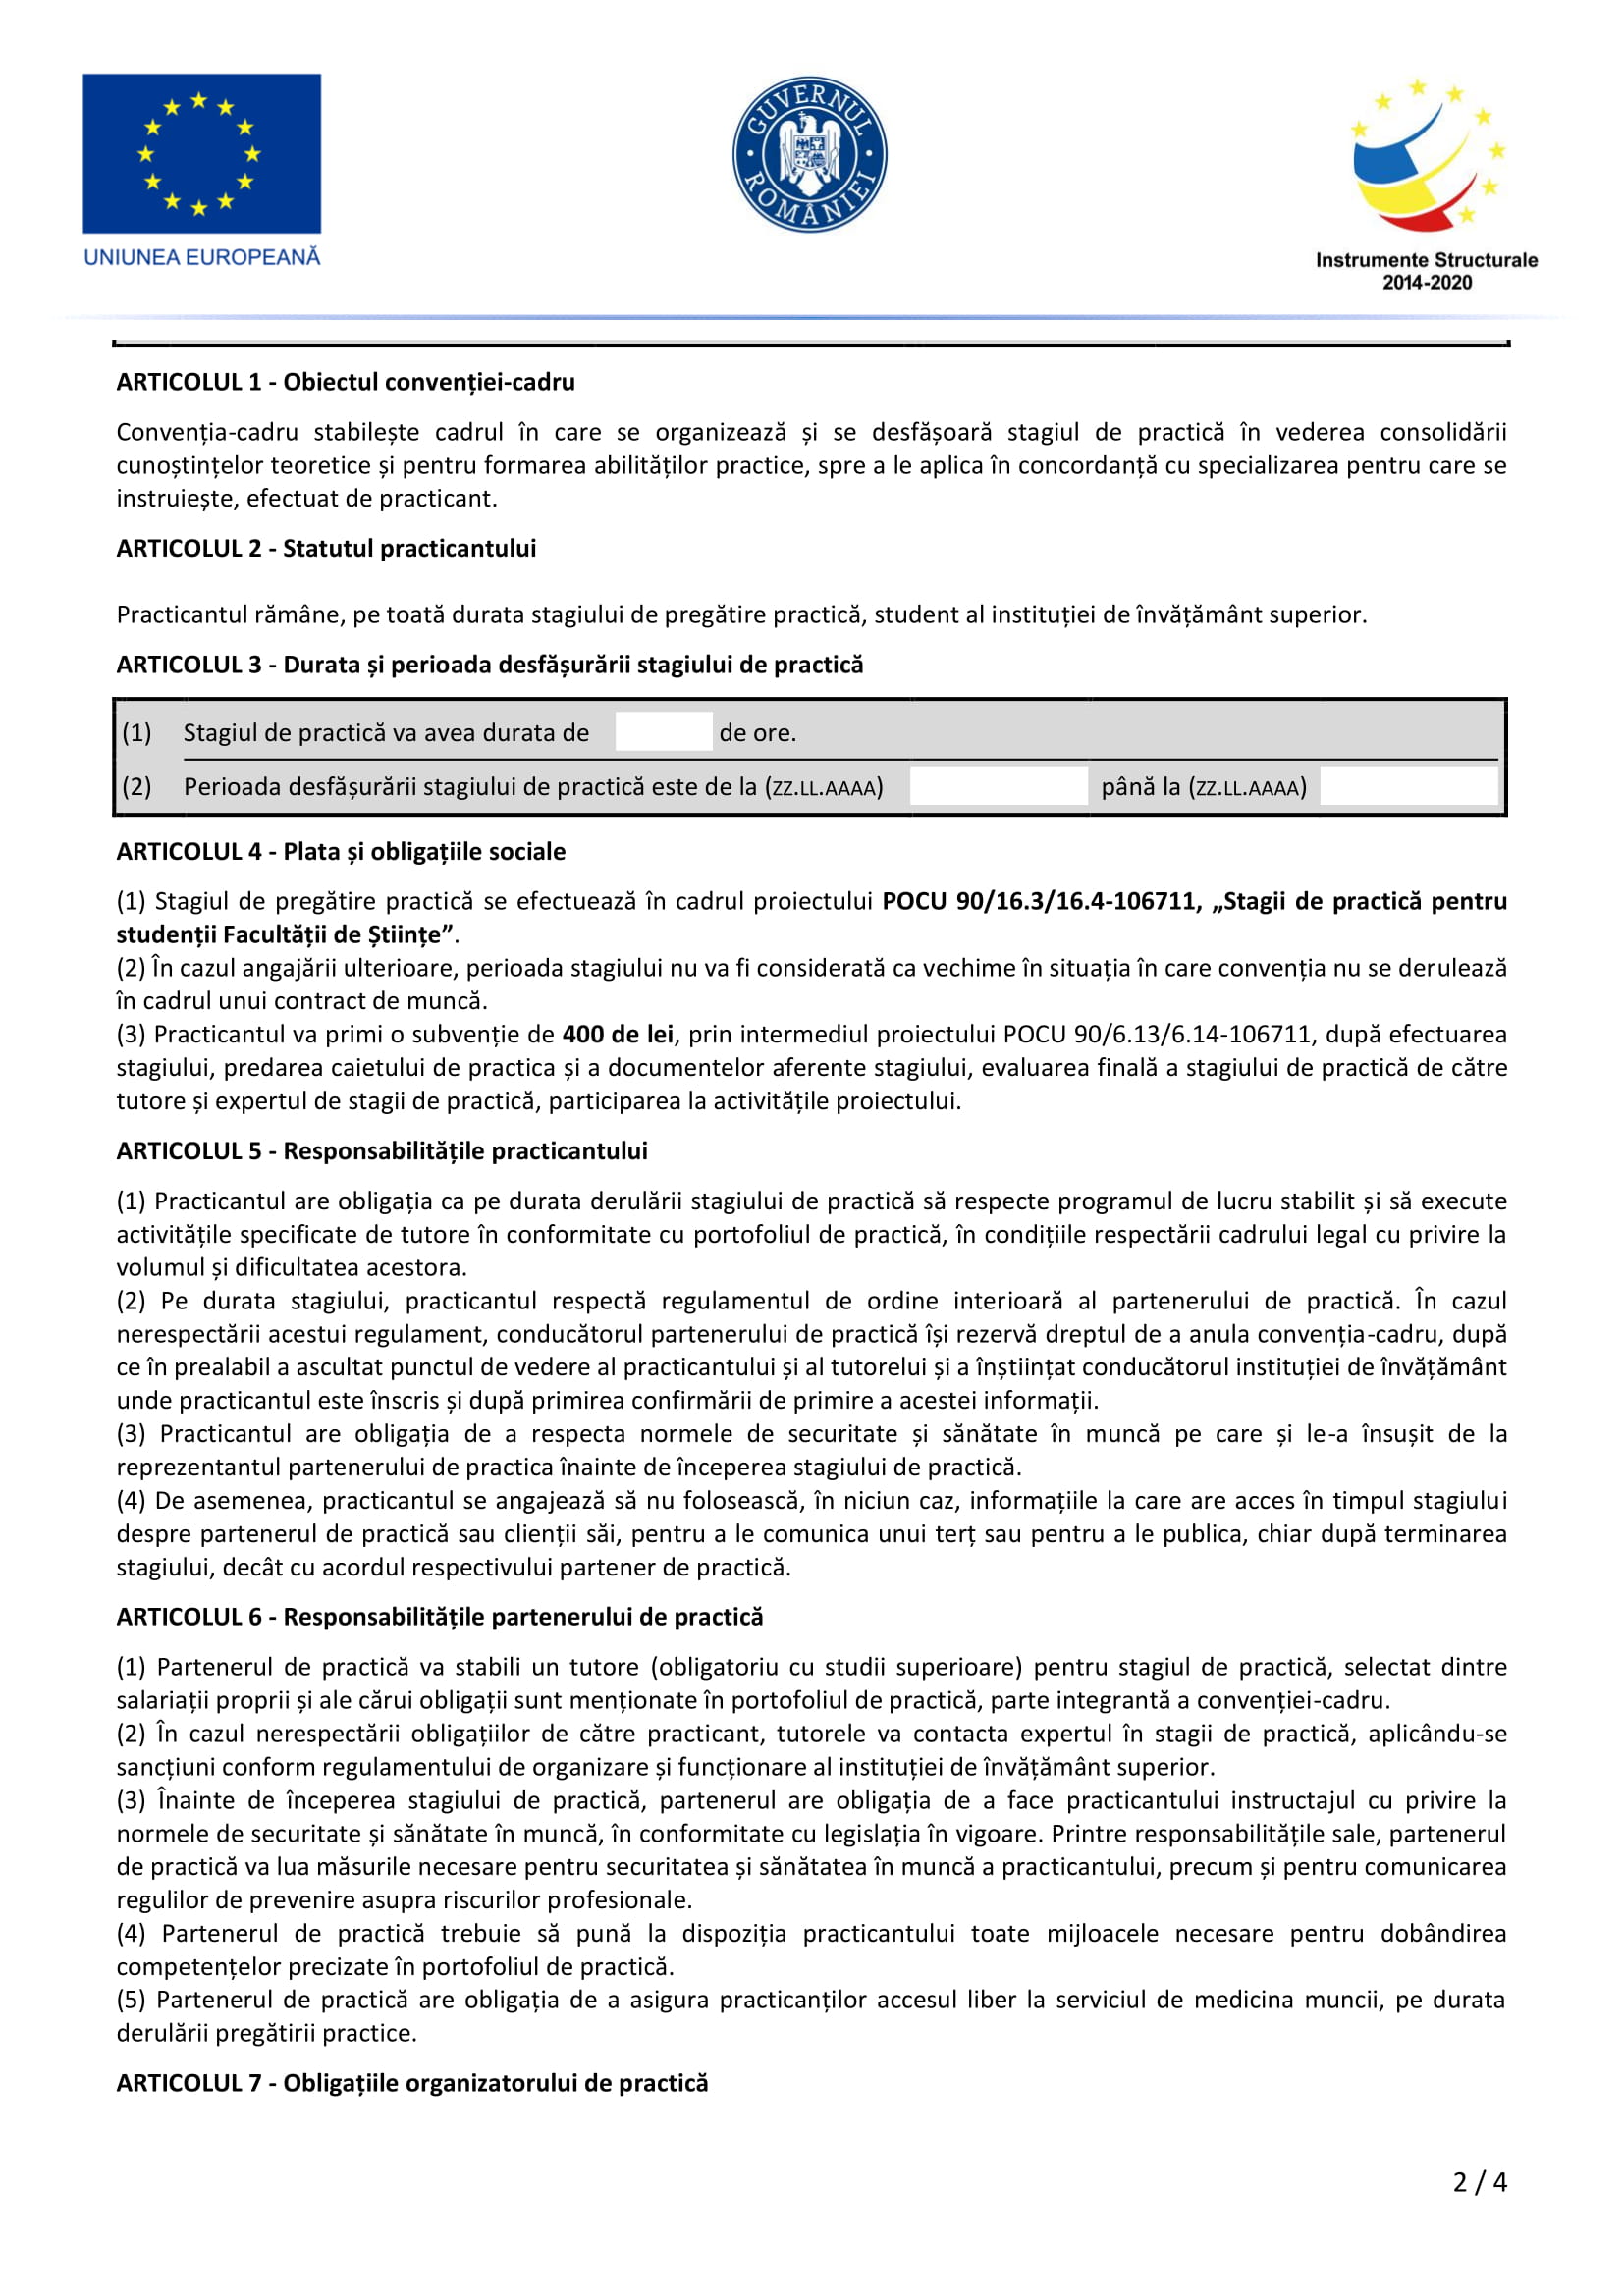 UNIUNEA EUROPEANĂ
GUVERNUL ROMÂNIEI
Instrumente Structurale
2014-2020
ARTICOLUL 1 - Obiectul convenției-cadru
Convenția-cadru stabilește cadrul în care se organizează și se desfășoară stagiul de practică în vederea consolidării
cunoștințelor teoretice și pentru formarea abilităților practice, spre a le aplica în concordanță cu specializarea pentru care se
instruiește, efectuat de practicant.
ARTICOLUL 2 - Statutul practicantului
Practicantul rămâne, pe toată durata stagiului de pregătire practică, student al instituției de învățământ superior.
ARTICOLUL 3 - Durata și perioada desfășurării stagiului de practică
(1) Stagiul de practică va avea durata de de ore.
(2) Perioada desfășurării stagiului de practică este de la (ZZ.LL.AAAA) până la (ZZ.LL.AAAA)
ARTICOLUL 4 - Plata și obligațiile sociale
(1) Stagiul de pregătire practică se efectuează în cadrul proiectului POCU 90/16.3/16.4-106711, „Stagii de practică pentru
studenții Facultății de Științe”.
(2) În cazul angajării ulterioare, perioada stagiului nu va fi considerată ca vechime în situația în care convenția nu se derulează
în cadrul unui contract de muncă.
(3) Practicantul va primi o subvenție de 400 de lei, prin intermediul proiectului POCU 90/6.13/6.14-106711, după efectuarea
stagiului, predarea caietului de practica și a documentelor aferente stagiului, evaluarea finală a stagiului de practică de către
tutore și expertul de stagii de practică, participarea la activitățile proiectului.
ARTICOLUL 5 - Responsabilitățile practicantului
(1) Practicantul are obligația ca pe durata derulării stagiului de practică să respecte programul de lucru stabilit și să execute
activitățile specificate de tutore în conformitate cu portofoliul de practică, în condițiile respectării cadrului legal cu privire la
volumul și dificultatea acestora.
(2) Pe durata stagiului, practicantul respectă regulamentul de ordine interioară al partenerului de practică. În cazul
nerespectării acestui regulament, conducătorul partenerului de practică își rezervă dreptul de a anula convenția-cadru, după
ce în prealabil a ascultat punctul de vedere al practicantului și al tutorelui și a înștiințat conducătorul instituției de învățământ
unde practicantul este înscris și după primirea confirmării de primire a acestei informații.
(3) Practicantul are obligația de a respecta normele de securitate și sănătate în muncă pe care și le-a însușit de la
reprezentantul partenerului de practica înainte de începerea stagiului de practică.
(4) De asemenea, practicantul se angajează să nu folosească, în niciun caz, informațiile la care are acces în timpul stagiului
despre partenerul de practică sau clienții săi, pentru a le comunica unui terț sau pentru a le publica, chiar după terminarea
stagiului, decât cu acordul respectivului partener de practică.
ARTICOLUL 6 - Responsabilitățile partenerului de practică
(1) Partenerul de practică va stabili un tutore (obligatoriu cu studii superioare) pentru stagiul de practică, selectat dintre
salariații proprii și ale cărui obligații sunt menționate în portofoliul de practică, parte integrantă a convenției-cadru.
(2) În cazul nerespectării obligațiilor de către practicant, tutorele va contacta expertul în stagii de practică, aplicându-se
sancțiuni conform regulamentului de organizare și funcționare al instituției de învățământ superior.
(3) Înainte de începerea stagiului de practică, partenerul are obligația de a face practicantului instructajul cu privire la
normele de securitate și sănătate în muncă, în conformitate cu legislația în vigoare. Printre responsabilitățile sale, partenerul
de practică va lua măsurile necesare pentru securitatea și sănătatea în muncă a practicantului, precum și pentru comunicarea
regulilor de prevenire asupra riscurilor profesionale.
(4) Partenerul de practică trebuie să pună la dispoziția practicantului toate mijloacele necesare pentru dobândirea
competențelor precizate în portofoliul de practică.
(5) Partenerul de practică are obligația de a asigura practicanților accesul liber la serviciul de medicina muncii, pe durata
derulării pregătirii practice.
ARTICOLUL 7 - Obligațiile organizatorului de practică
2 / 4